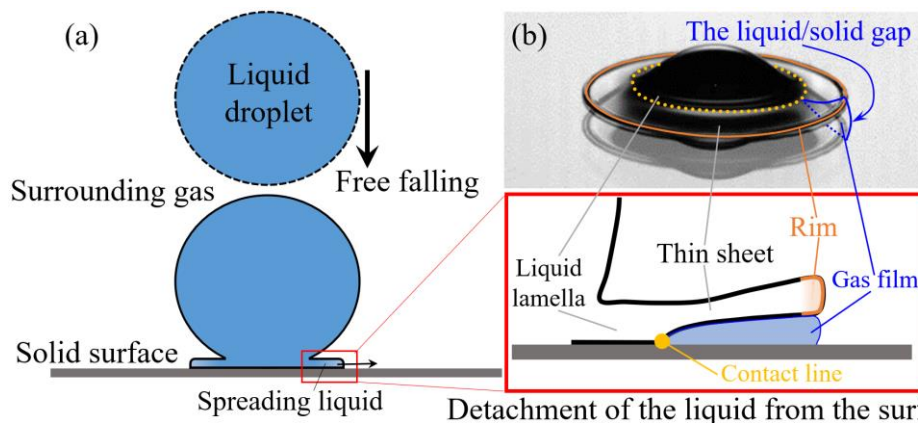 (a)
Liquid
droplet
Free falling
Surrounding gas
Solid surface
Spreading liquid
(b)
The liquid/solid gap
Rim
Thin sheet
Liquid
lamella
Gas film
Contact line
Detachment of the liquid from the sur